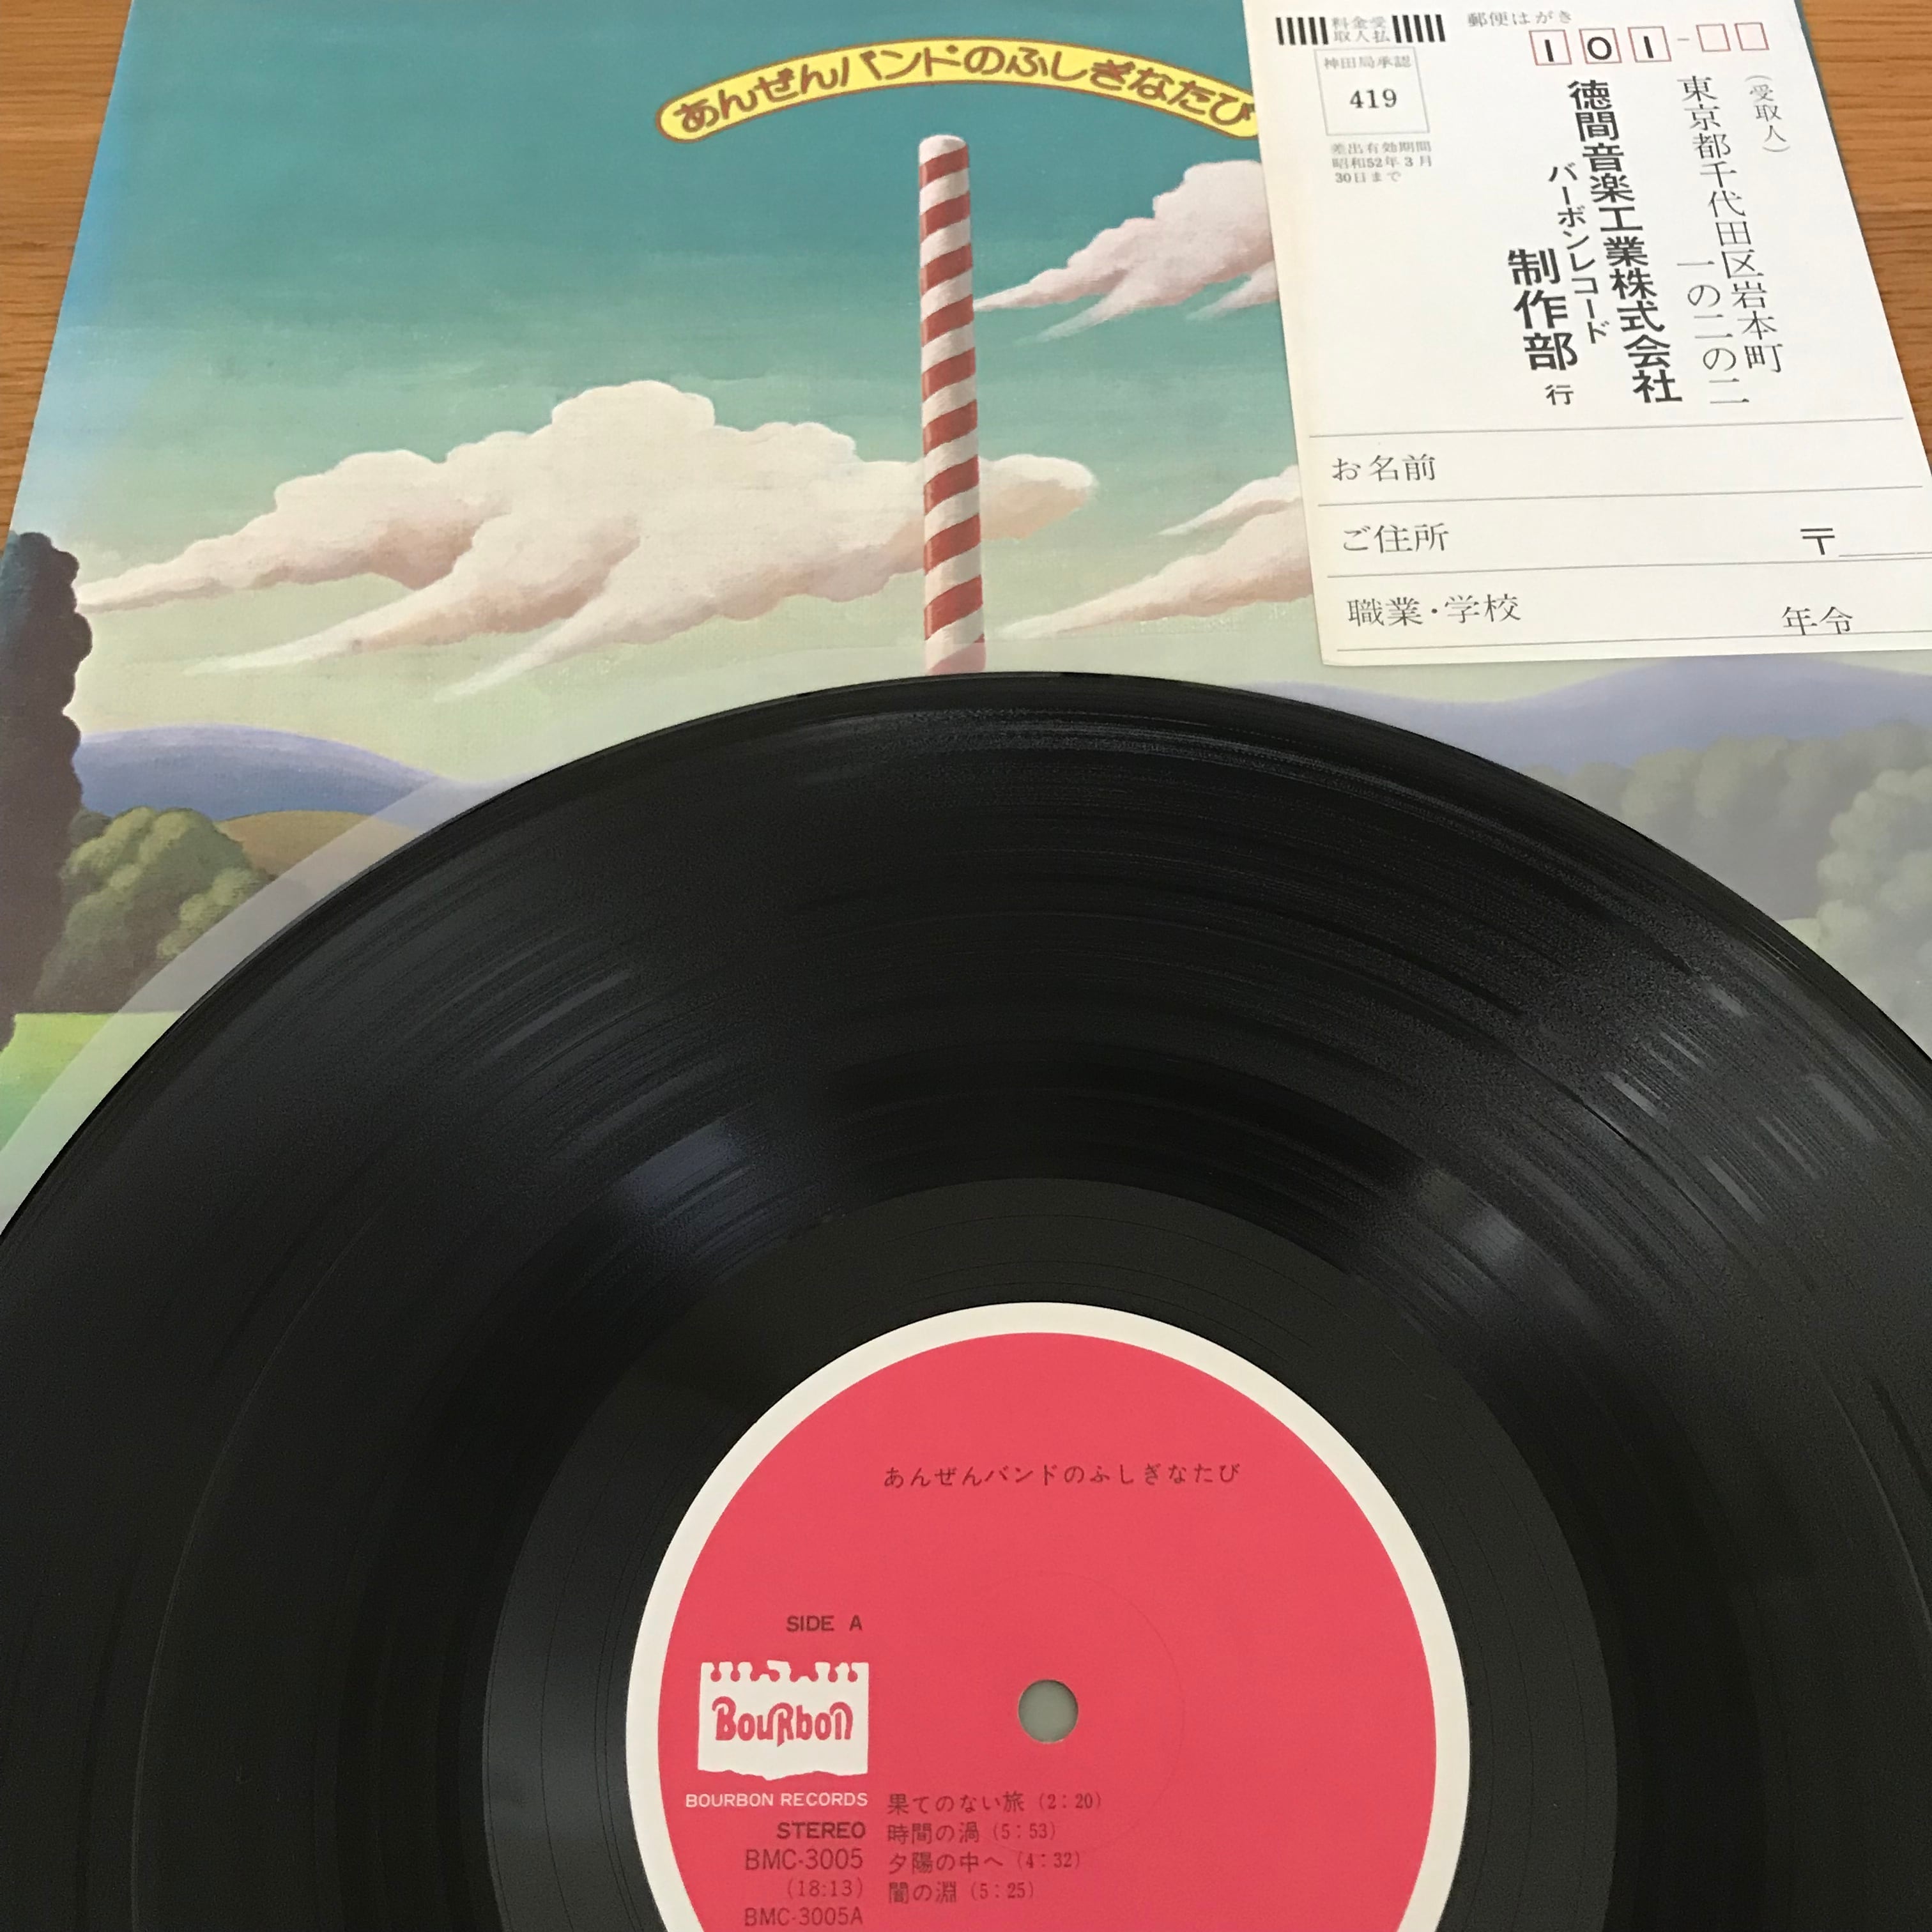 あんぜんバンドのふしぎなたび
料金受
取人払
郵便はがき
101-
神田局承認
419
差出有効期間
昭和52年3月
30日まで
(受取人)
東京都千代田区岩本町
一の二の二
徳間音楽工業株式会社
バーボンレコード
制作部 行
お名前
ご住所 〒
職業・学校 年令
あんぜんバンドのふしぎなたび
SIDE A
BouRbon
BOURBON RECORDS
STEREO
BMC-3005
(18:13)
BMC-3005A
果てのない旅 (2:20)
時間の渦 (5:53)
夕陽の中へ (4:32)
闇の淵 (5:25)